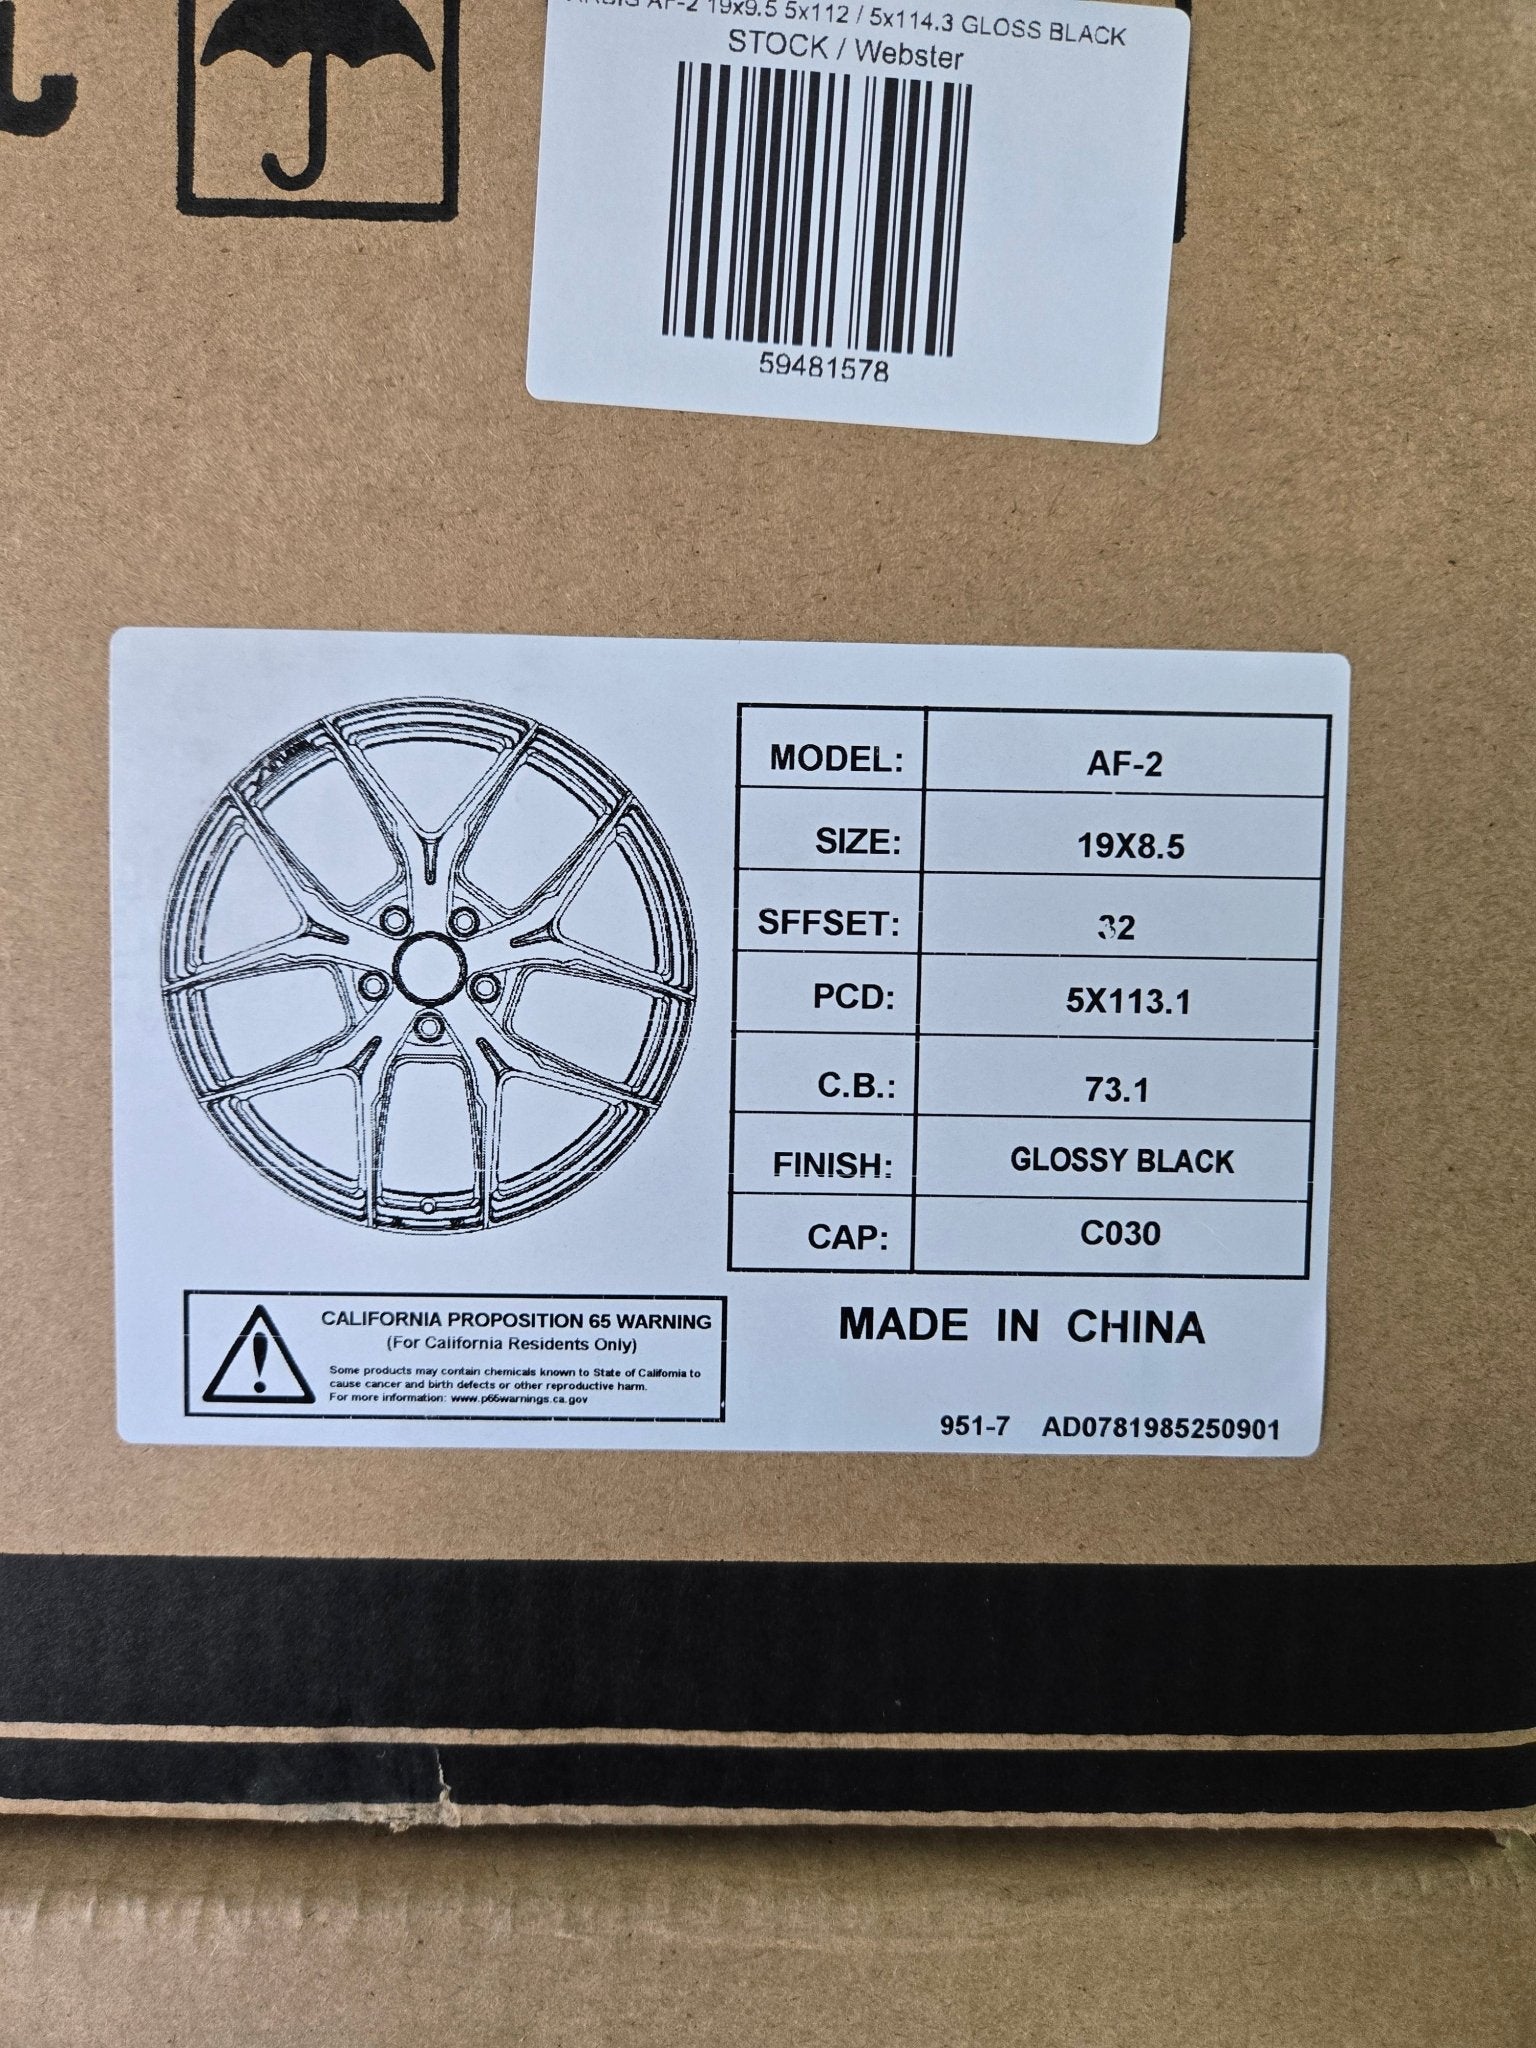 AF-2 19x9.5 5x112 / 5x114.3 GLOSS BLACK
STOCK / Webster
59481578
MODEL: AF-2
SIZE: 19X8.5
SFFSET: 32
PCD: 5X113.1
C.B.: 73.1
FINISH: GLOSSY BLACK
CAP: C030
CALIFORNIA PROPOSITION 65 WARNING
(For California Residents Only)
Some products may contain chemicals known to State of California to
cause cancer and birth defects or other reproductive harm.
For more information: www.p65warnings.ca.gov
MADE IN CHINA
951-7 AD0781985250901